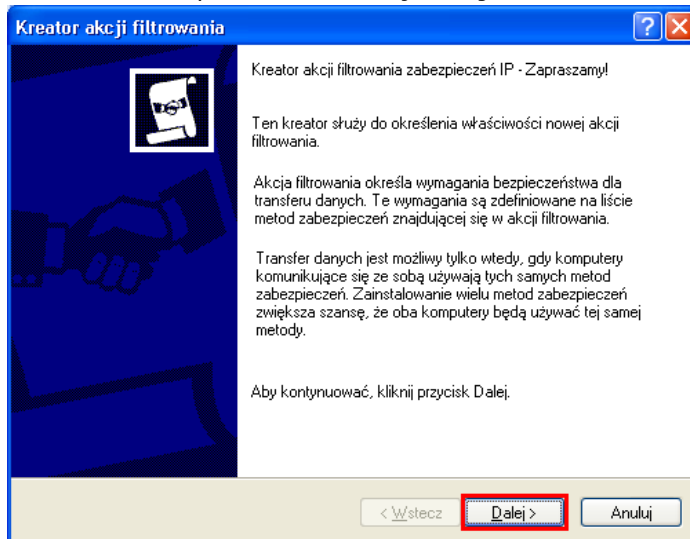 Kreator akcji filtrowania
Kreator akcji filtrowania zabezpieczeń IP - Zapraszamy!
Ten kreator służy do określenia właściwości nowej akcji
filtrowania.
Akcja filtrowania określa wymagania bezpieczeństwa dla
transferu danych. Te wymagania są zdefiniowane na liście
metod zabezpieczeń znajdującej się w akcji filtrowania.
Transfer danych jest możliwy tylko wtedy, gdy komputery
komunikujące się ze sobą używają tych samych metod
zabezpieczeń. Zainstalowanie wielu metod zabezpieczeń
zwiększa szansę, że oba komputery będą używać tej samej
metody.
Aby kontynuować, kliknij przycisk Dalej.
< Wstecz Dalej > Anuluj